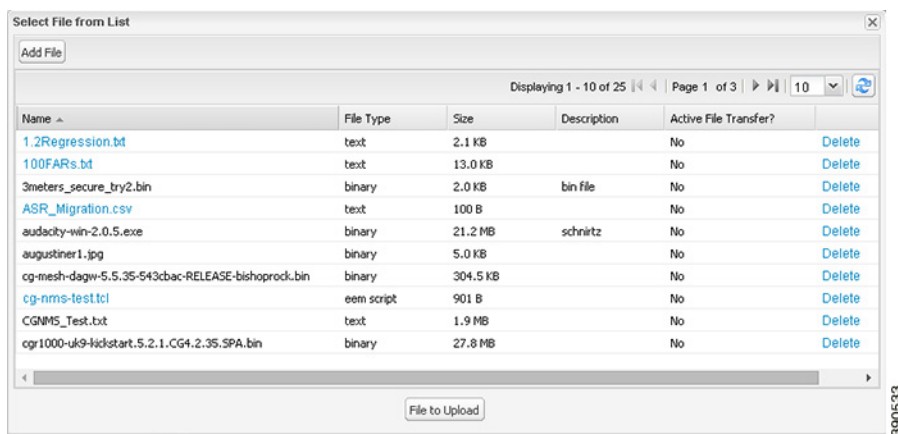 Select File from List
Add File
Displaying 1 - 10 of 25 Page 1 of 3 10
Name File Type Size Description Active File Transfer?
1.2Regression.txt text 2.1 KB No Delete
100FARs.txt text 13.0 KB No Delete
3meters_secure_try2.bin binary 2.0 KB bin file No Delete
ASR_Migration.csv text 100 B No Delete
audacity-win-2.0.5.exe binary 21.2 MB schnirtz No Delete
augustiner1.jpg binary 5.0 KB No Delete
cg-mesh-dagw-5.5.35-543cbac-RELEASE-bishoprock.bin binary 304.5 KB No Delete
cg-nms-test.tcl eem script 901 B No Delete
CGNMS_Test.txt text 1.9 MB No Delete
cgr1000-uk9-kickstart.5.2.1.CG4.2.35.SPA.bin binary 27.8 MB No Delete
File to Upload
390533